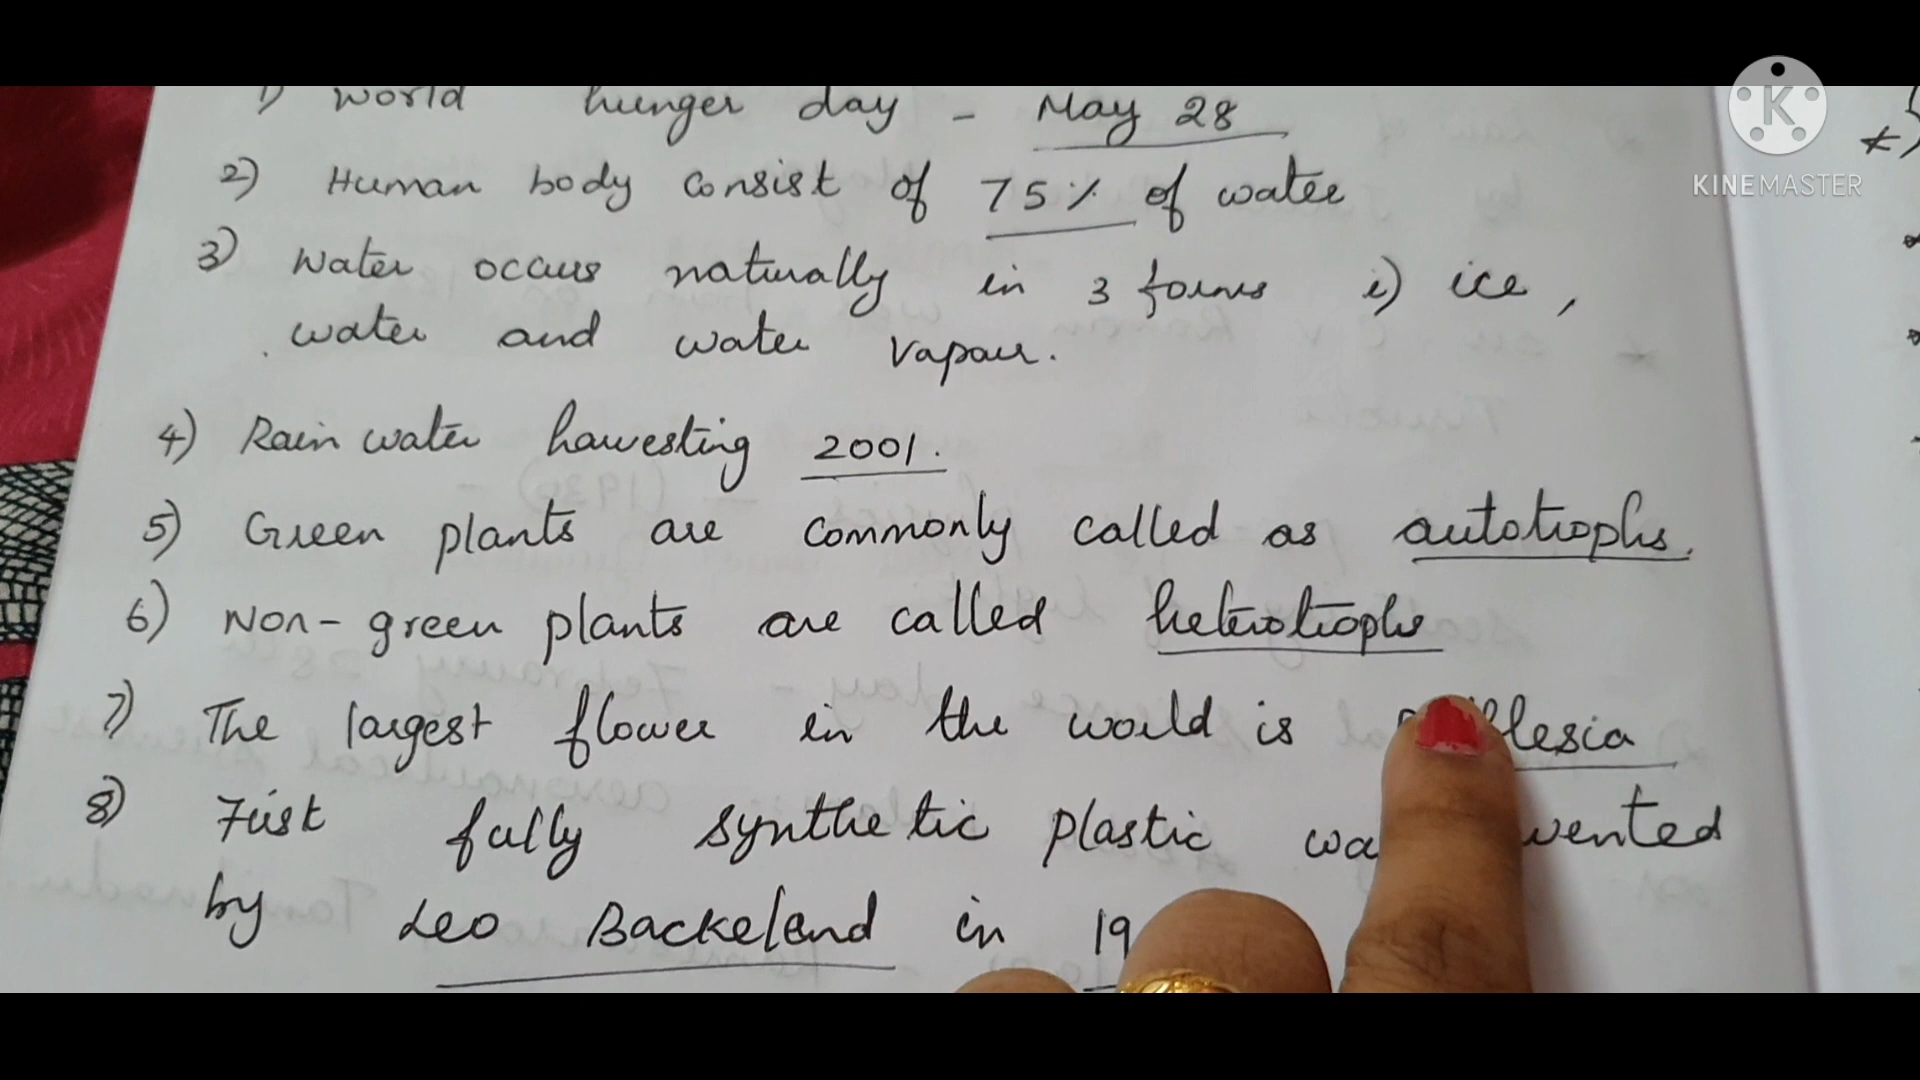 1) World hunger day - May 28
2) Human body consist of 75% of water
3) Water occurs naturally in 3 forms i) ice,
water and water vapour.
4) Rain water harvesting 2001.
5) Green plants are commonly called as autotrophs.
6) Non-green plants are called heterotrophs
7) The largest flower in the world is
8) First fully synthetic plastic
by Leo Backelend in 19
KINEMASTER